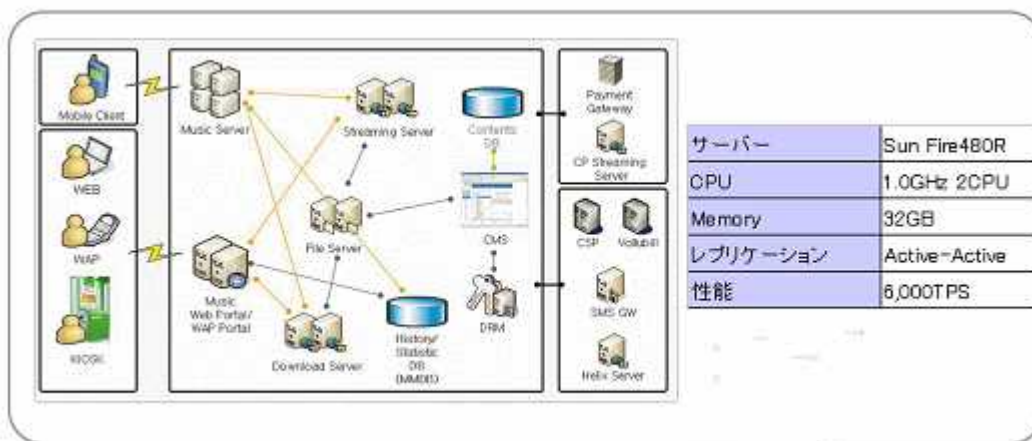 Mobile Client
WEB
WAP
KIOSK
Music Server
Streaming Server
Contents
DB
File Server
CMS
Music
Web Portal/
WAP Portal
Download Server
History/
Statistic
DB
(MMDB)
DRM
Payment
Gateway
CP Streaming
Server
CSP
Vollubill
SMS GW
Helix Server
サーバー Sun Fire480R
CPU 1.0GHz 2CPU
Memory 32GB
レプリケーション Active-Active
性能 6,000TPS